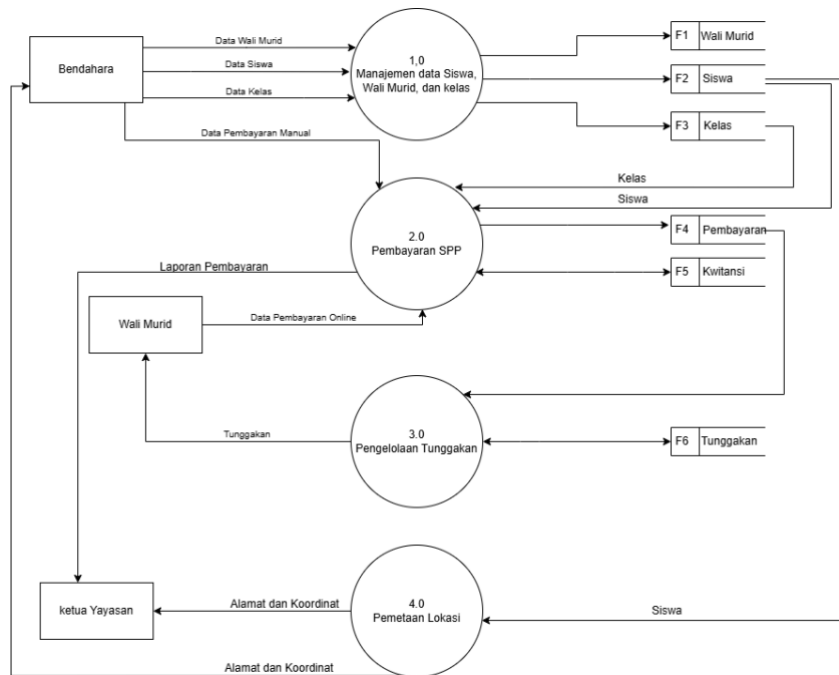 Data Wali Murid
Bendahara
Data Siswa
Data Kelas
Data Pembayaran Manual
1,0
Manajemen data Siswa,
Wali Murid, dan kelas
F1 Wali Murid
F2 Siswa
F3 Kelas
Kelas
Siswa
2.0
Pembayaran SPP
F4 Pembayaran
F5 Kwitansi
Laporan Pembayaran
Wali Murid
Data Pembayaran Online
3.0
Pengelolaan Tunggakan
Tunggakan
F6 Tunggakan
4.0
Pemetaan Lokasi
ketua Yayasan
Alamat dan Koordinat
Siswa
Alamat dan Koordinat